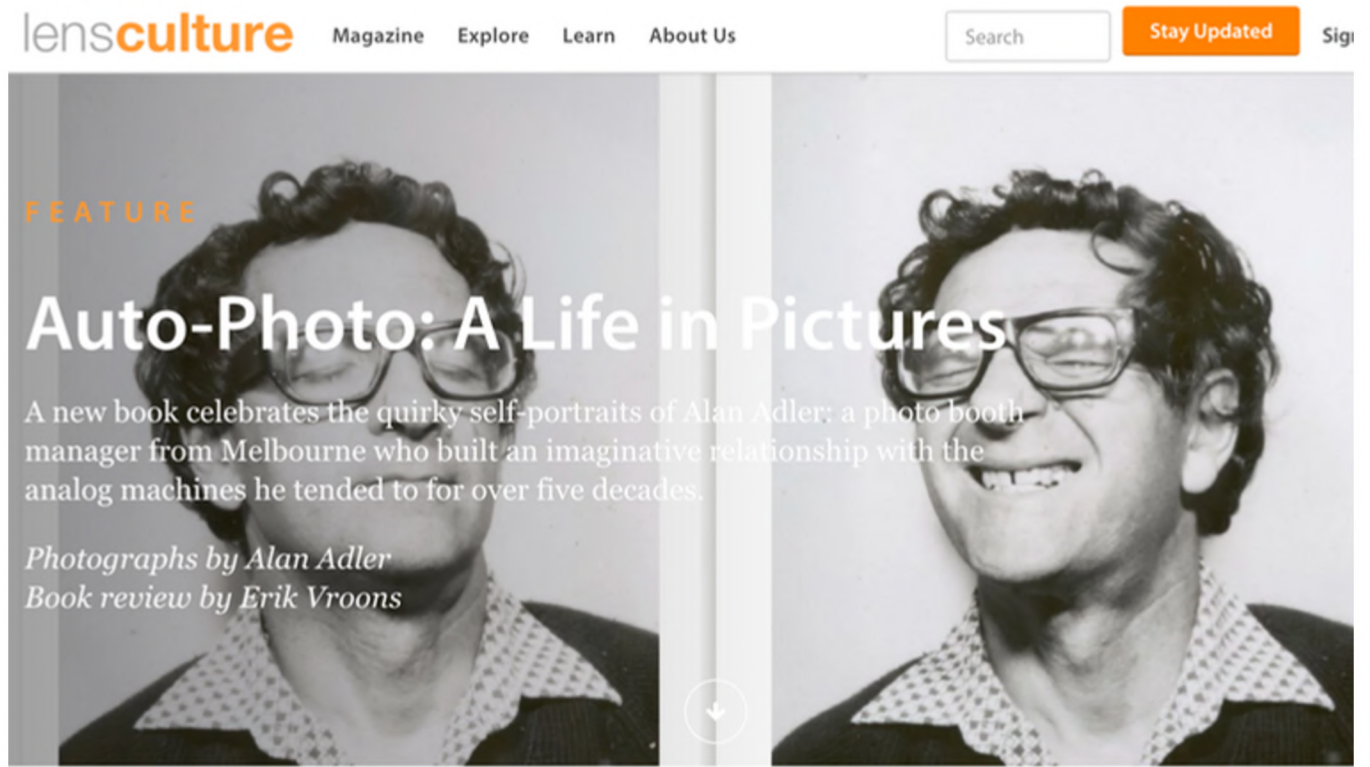 lensculture Magazine Explore Learn About Us Search Stay Updated
FEATURE
Auto-Photo: A Life in Pictures
A new book celebrates the quirky self-portraits of Alan Adler: a photo booth
manager from Melbourne who built an imaginative relationship with the
analog machines he tended to for over five decades.
Photographs by Alan Adler
Book review by Erik Vroons